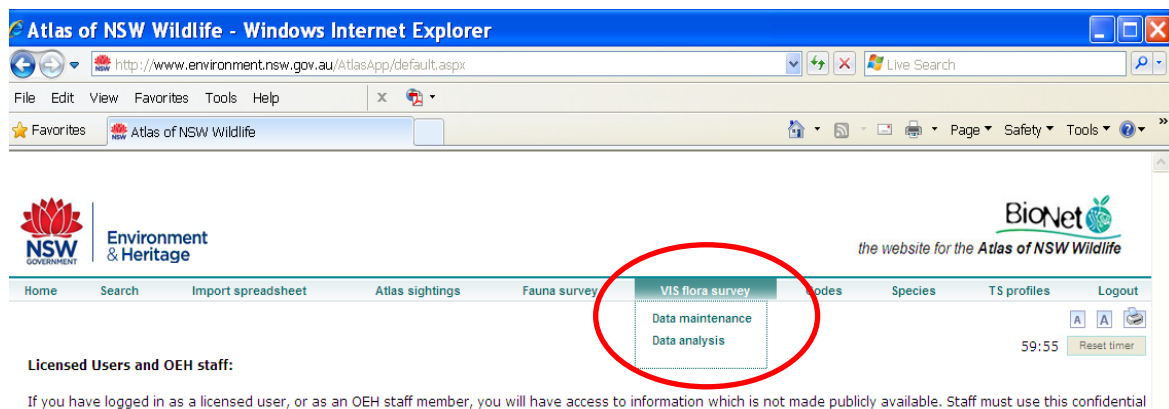 Atlas of NSW Wildlife - Windows Internet Explorer
http://www.environment.nsw.gov.au/AtlasApp/default.aspx
Live Search
File Edit View Favorites Tools Help
Favorites
Atlas of NSW Wildlife
Page Safety Tools
NSW
GOVERNMENT
Environment
& Heritage
BioNet
the website for the Atlas of NSW Wildlife
Home Search Import spreadsheet Atlas sightings Fauna survey VIS flora survey Codes Species TS profiles Logout
Data maintenance
Data analysis
A A
59:55 Reset timer
Licensed Users and OEH staff:
If you have logged in as a licensed user, or as an OEH staff member, you will have access to information which is not made publicly available. Staff must use this confidential